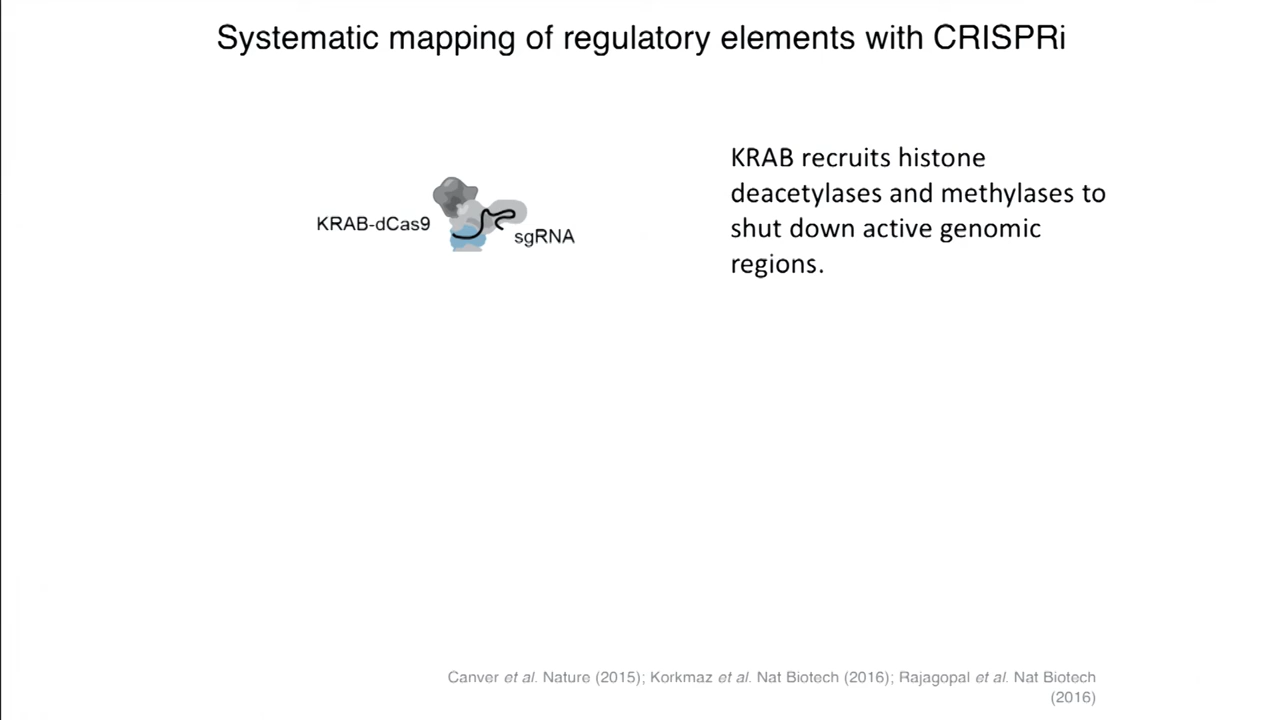 Systematic mapping of regulatory elements with CRISPRi
KRAB recruits histone
deacetylases and methylases to
shut down active genomic
regions.
KRAB-dCas9
sgRNA
Canver et al. Nature (2015); Korkmaz et al. Nat Biotech (2016); Rajagopal et al. Nat Biotech
(2016)